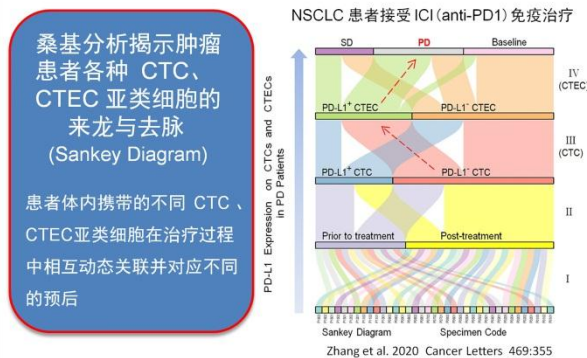 桑基分析揭示肿瘤
患者各种 CTC、
CTEC 亚类细胞的
来龙与去脉
(Sankey Diagram)
患者体内携带的不同 CTC、
CTEC亚类细胞在治疗过程
中相互动态关联并对应不同
的预后
NSCLC 患者接受 ICI(anti-PD1)免疫治疗
PD-L1 Expression on CTCs and CTECs
in PD Patients
SD PD Baseline
IV
(CTEC)
PD-L1⁺ CTEC PD-L1⁻ CTEC
III
(CTC)
PD-L1⁺ CTC PD-L1⁻ CTC
II
Prior to treatment Post-treatment
I
Sankey Diagram Specimen Code
Zhang et al. 2020 Cancer Letters 469:355